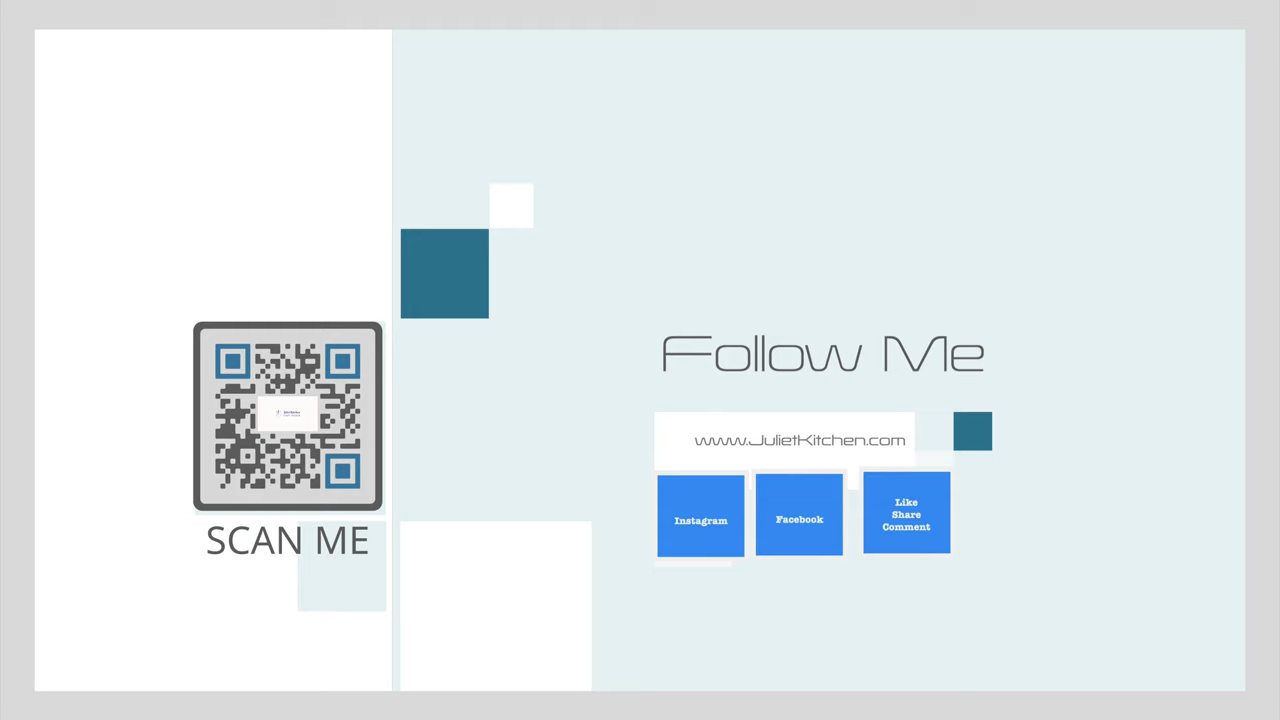 SCAN ME
Follow Me
www.JulietKitchen.com
Instagram
Facebook
Like
Share
Comment